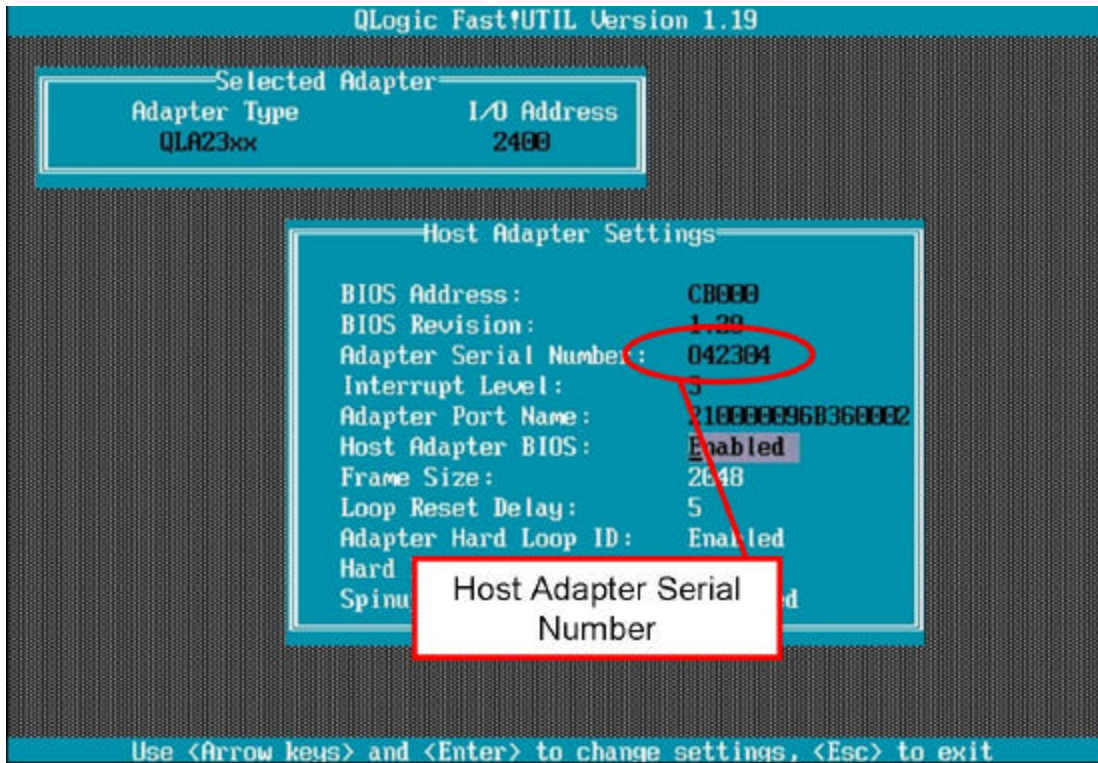 QLogic Fast!UTIL Version 1.19
Selected Adapter
Adapter Type I/O Address
QLA23xx 2400
Host Adapter Settings
BIOS Address: CB000
BIOS Revision: 1.29
Adapter Serial Number: 042304
Interrupt Level:
Adapter Port Name: 210000096B360002
Host Adapter BIOS: Enabled
Frame Size: 2048
Loop Reset Delay: 5
Adapter Hard Loop ID: Enabled
Hard
Host Adapter Serial
Number
Use <Arrow keys> and <Enter> to change settings, <Esc> to exit